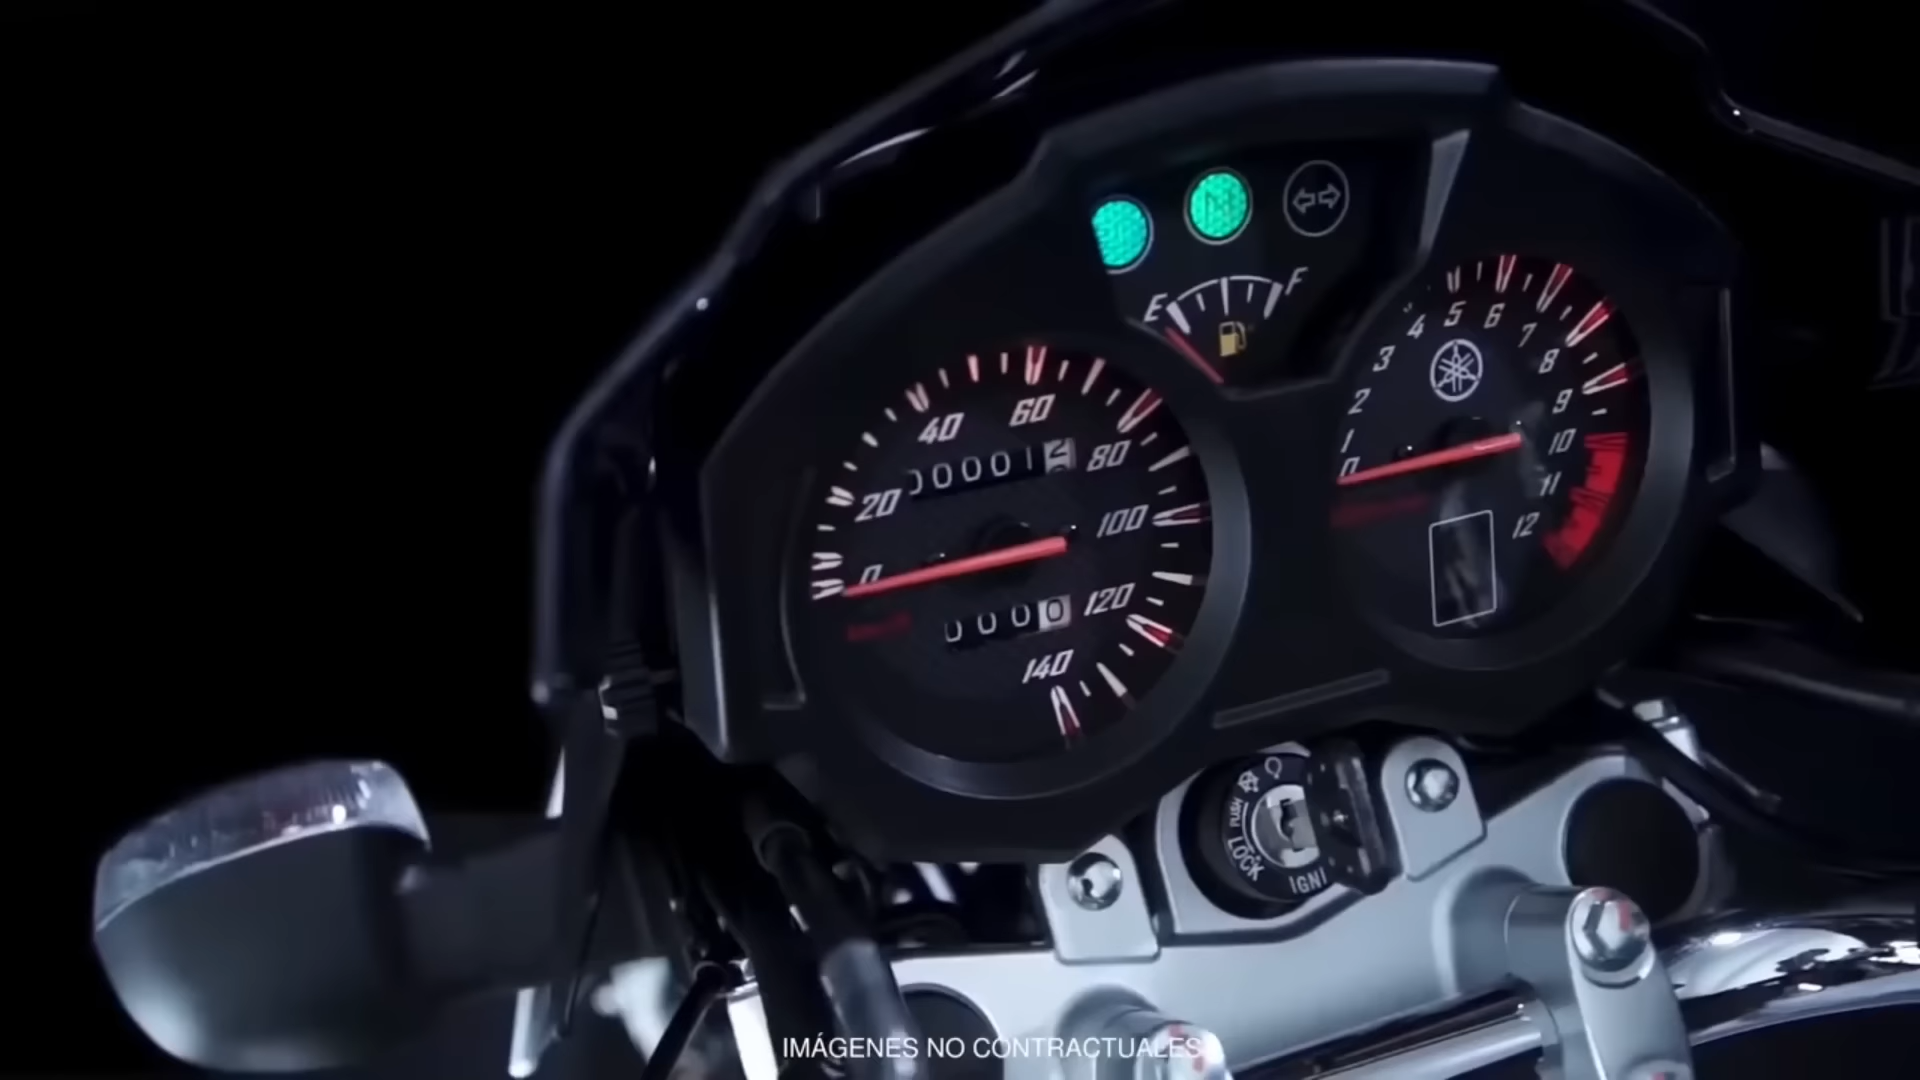 N
E F
0 20 40 60 80 100 120 140
00001
0000
0 1 2 3 4 5 6 7 8 9 10 11 12
PUSH
LOCK
IGNI
IMÁGENES NO CONTRACTUALES